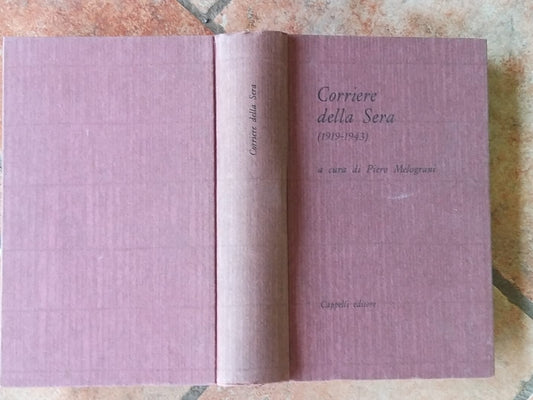 Corriere della Sera
Corriere
della Sera
(1919-1943)
a cura di Piero Melograni
Cappelli editore